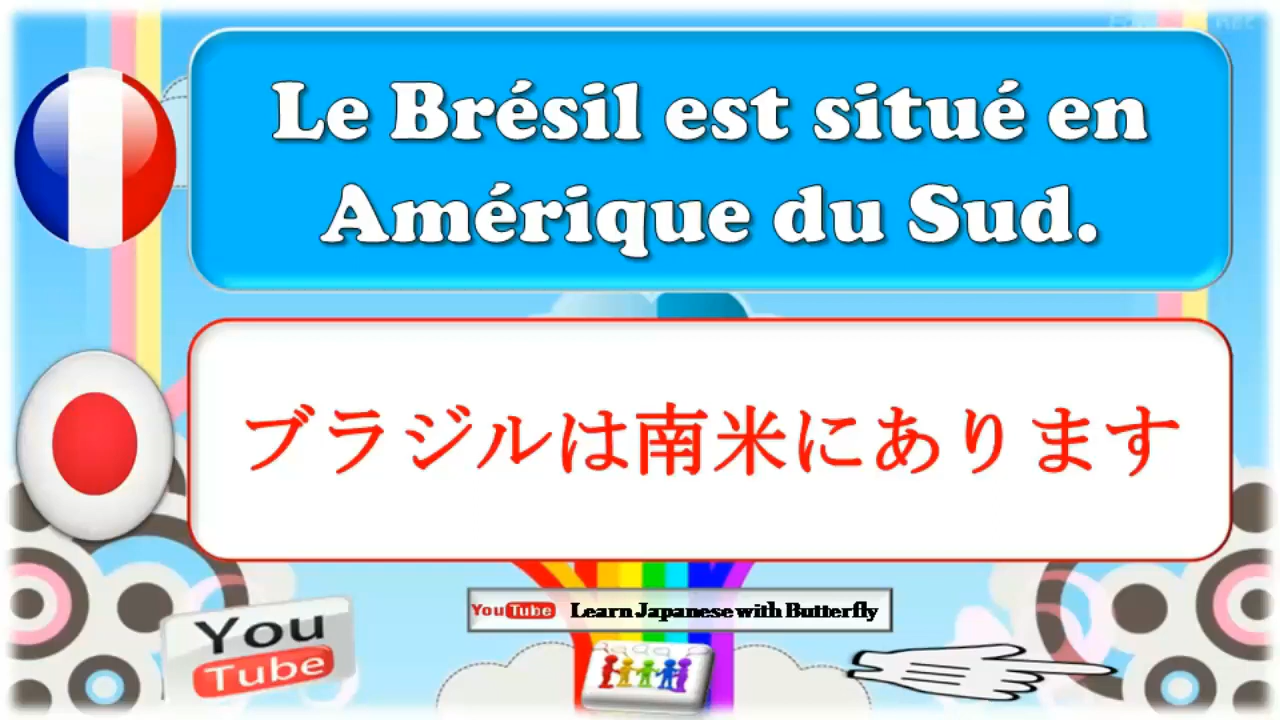 Le Brésil est situé en
Amérique du Sud.
ブラジルは南米にあります
YouTube Learn Japanese with Butterfly
You
Tube